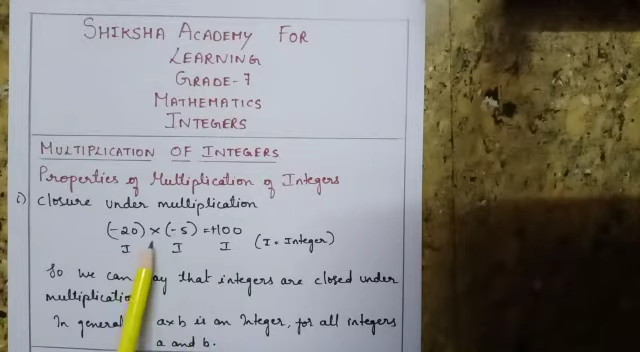 SHIKSHA ACADEMY FOR
LEARNING
GRADE-7
MATHEMATICS
INTEGERS
MULTIPLICATION OF INTEGERS
Properties of Multiplication of Integers
i) Closure under multiplication
(-20) × (-5) = +100
I I I (I = Integer)
So we can say that integers are closed under
multiplication
In general a×b is an Integer, for all integers
a and b.